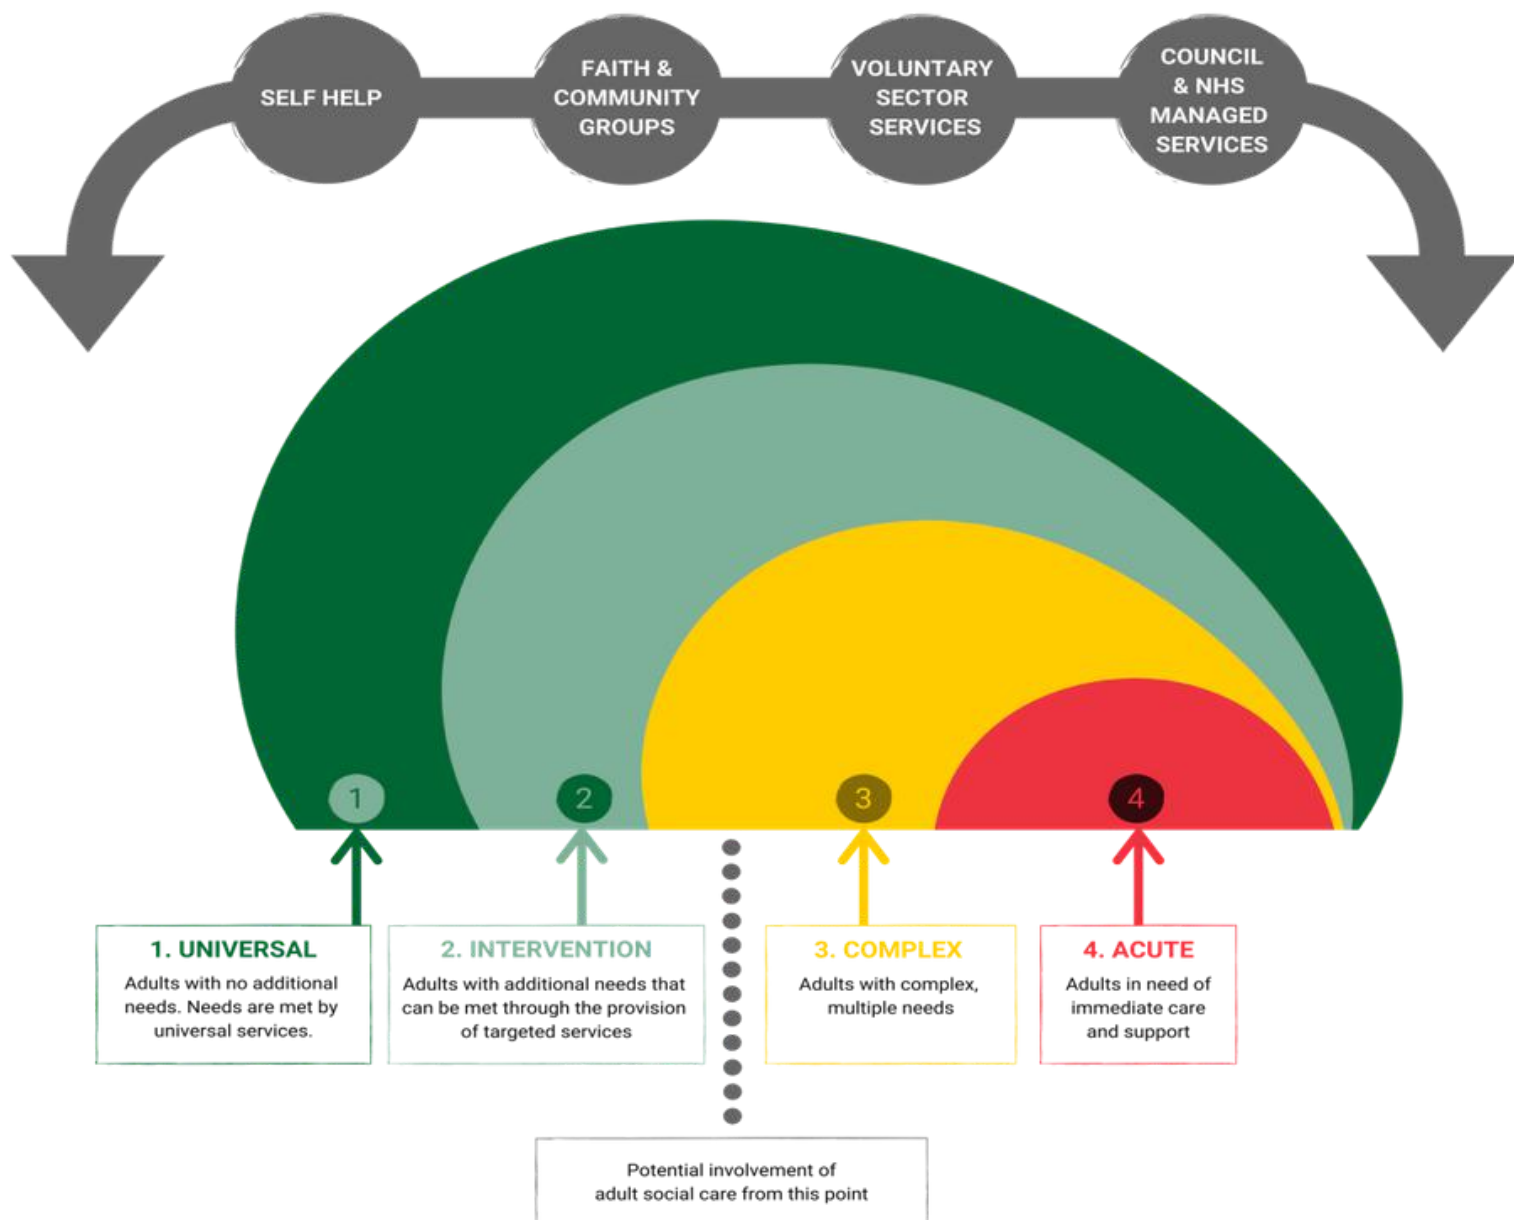 SELF HELP
FAITH &
COMMUNITY
GROUPS
VOLUNTARY
SECTOR
SERVICES
COUNCIL
& NHS
MANAGED
SERVICES
1
2
3
4
1. UNIVERSAL
Adults with no additional
needs. Needs are met by
universal services.
2. INTERVENTION
Adults with additional needs that
can be met through the provision
of targeted services
3. COMPLEX
Adults with complex,
multiple needs
4. ACUTE
Adults in need of
immediate care
and support
Potential involvement of
adult social care from this point